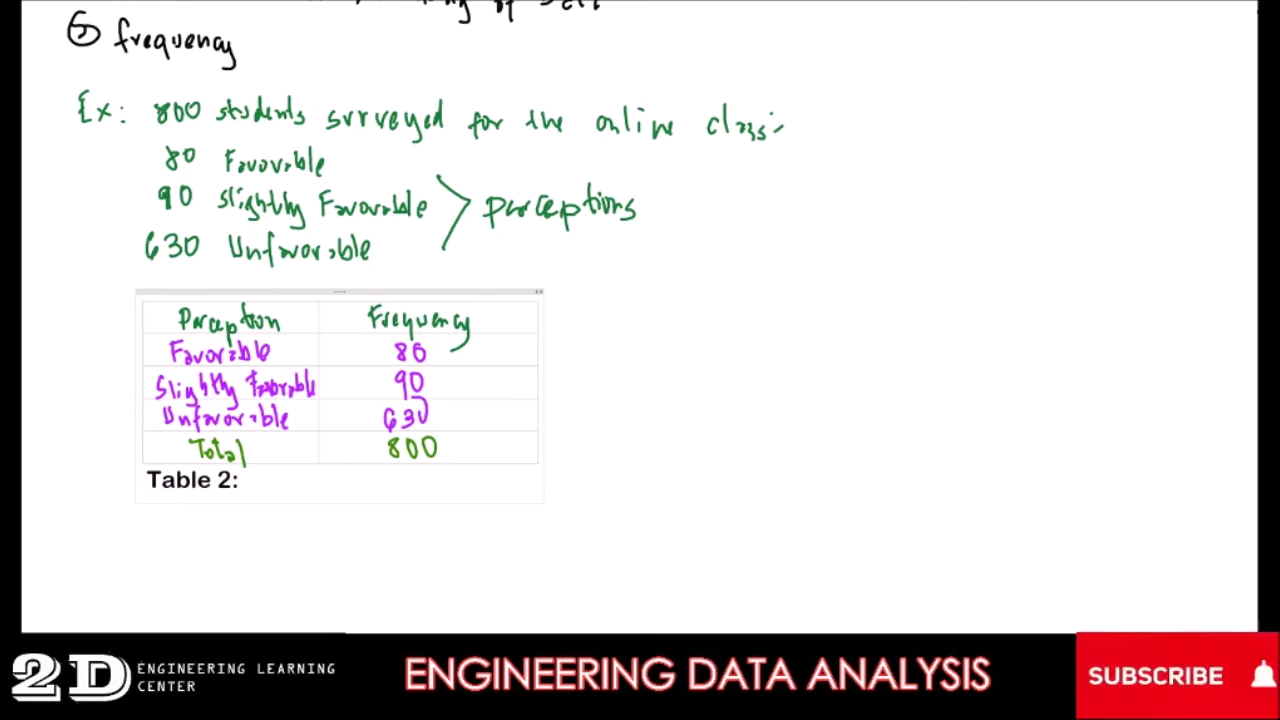 of
⑤ frequency
Ex: 800 students surveyed for the online class:
80 Favorable
90 Slightly Favorable
630 Unfavorable
perceptions
Perception Frequency
Favorable 80
Slightly Favorable 90
Unfavorable 630
Total 800
Table 2:
2D ENGINEERING LEARNING
CENTER
ENGINEERING DATA ANALYSIS
SUBSCRIBE